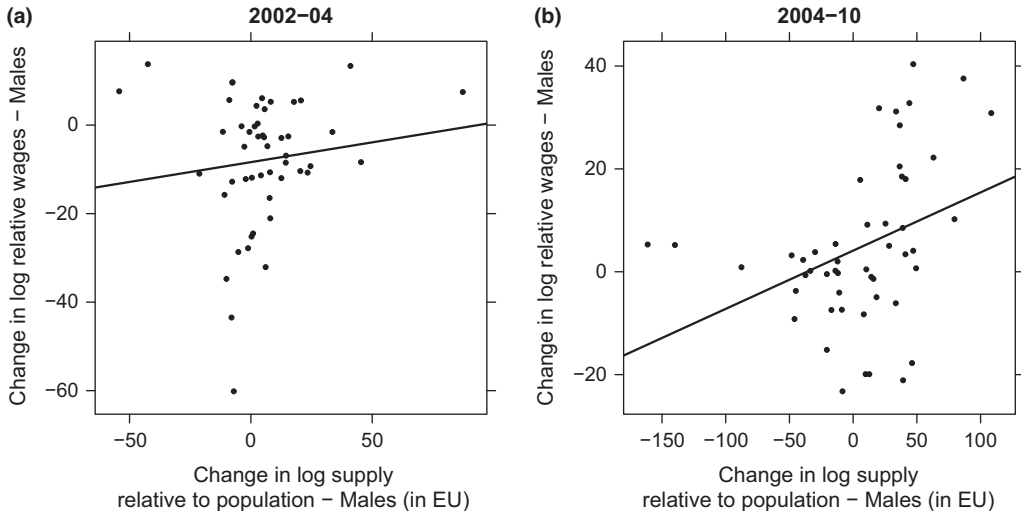 (a)
2002−04
Change in log relative wages − Males
0
−20
−40
−60
−50
0
50
Change in log supply
relative to population − Males (in EU)
(b)
2004−10
Change in log relative wages − Males
40
20
0
−20
−150
−100
−50
0
50
100
Change in log supply
relative to population − Males (in EU)